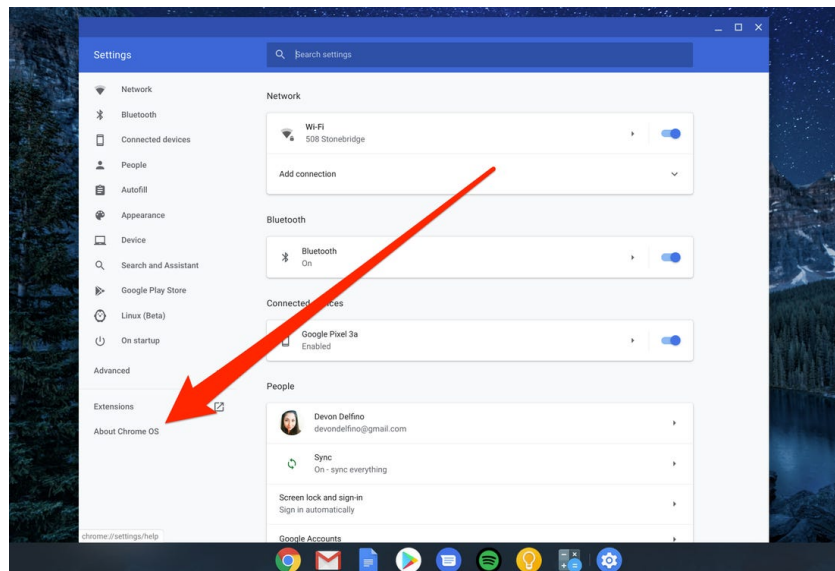 Settings
Search settings
Network
Bluetooth
Connected devices
People
Autofill
Appearance
Device
Search and Assistant
Google Play Store
Linux (Beta)
On startup
Advanced
Extensions
About Chrome OS
chrome://settings/help
Network
Wi-Fi
508 Stonebridge
Add connection
Bluetooth
Bluetooth
On
Connected
Google Pixel 3a
Enabled
People
Devon Delfino
devondelfino@gmail.com
Sync
On - sync everything
Screen lock and sign-in
Sign in automatically
Google Accounts